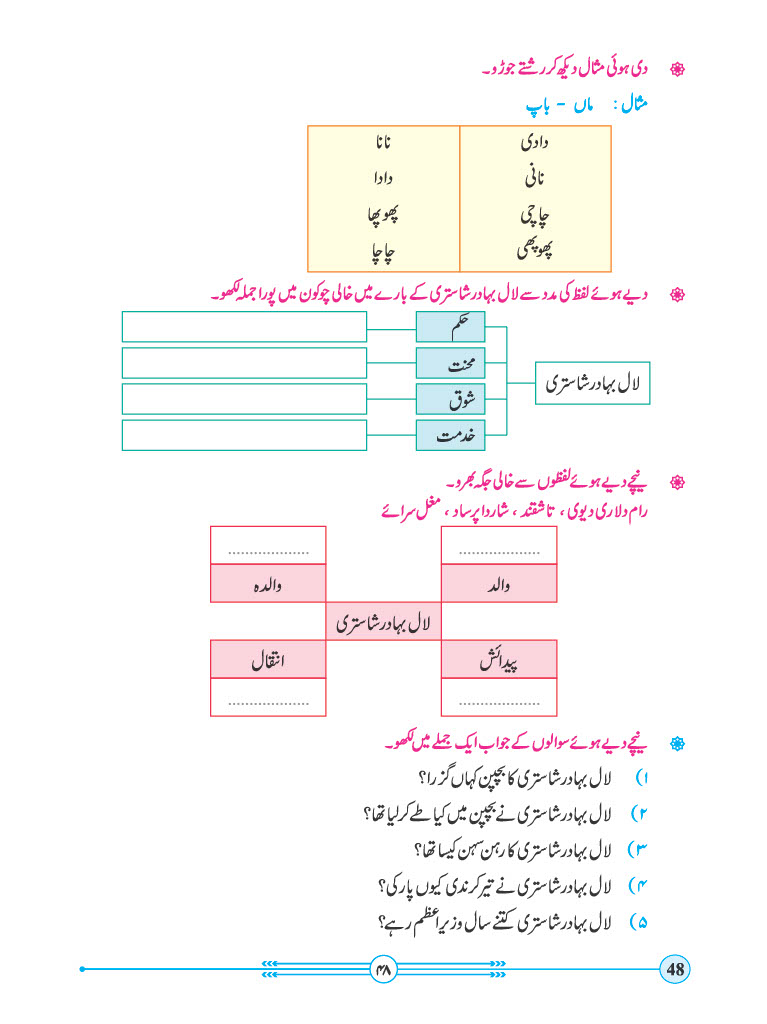 دی ہوئی مثال دیکھ کر رشتے جوڑو۔
مثال : ماں - باپ
دادی نانا
نانی دادا
چاچی پھوپھا
پھوپھی چاچا
دیے ہوئے لفظ کی مدد سے لال بہادر شاستری کے بارے میں خالی چوکون میں پورا جملہ لکھو۔
حکم
محنت
لال بہادر شاستری
شوق
خدمت
نیچے دیے ہوئے لفظوں سے خالی جگہ بھرو۔
رام دلاری دیوی ، تاشقند ، شاردا پرساد ، مغل سرائے
................... ...................
والد والدہ
لال بہادر شاستری
پیدائش انتقال
................... ...................
نیچے دیے ہوئے سوالوں کے جواب ایک جملے میں لکھو۔
۱) لال بہادر شاستری کا بچپن کہاں گزرا؟
۲) لال بہادر شاستری نے بچپن میں کیا طے کر لیا تھا؟
۳) لال بہادر شاستری کا رہن سہن کیسا تھا؟
۴) لال بہادر شاستری نے تیر کر ندی کیوں پار کی؟
۵) لال بہادر شاستری کتنے سال وزیرِ اعظم رہے؟
۴۸
48